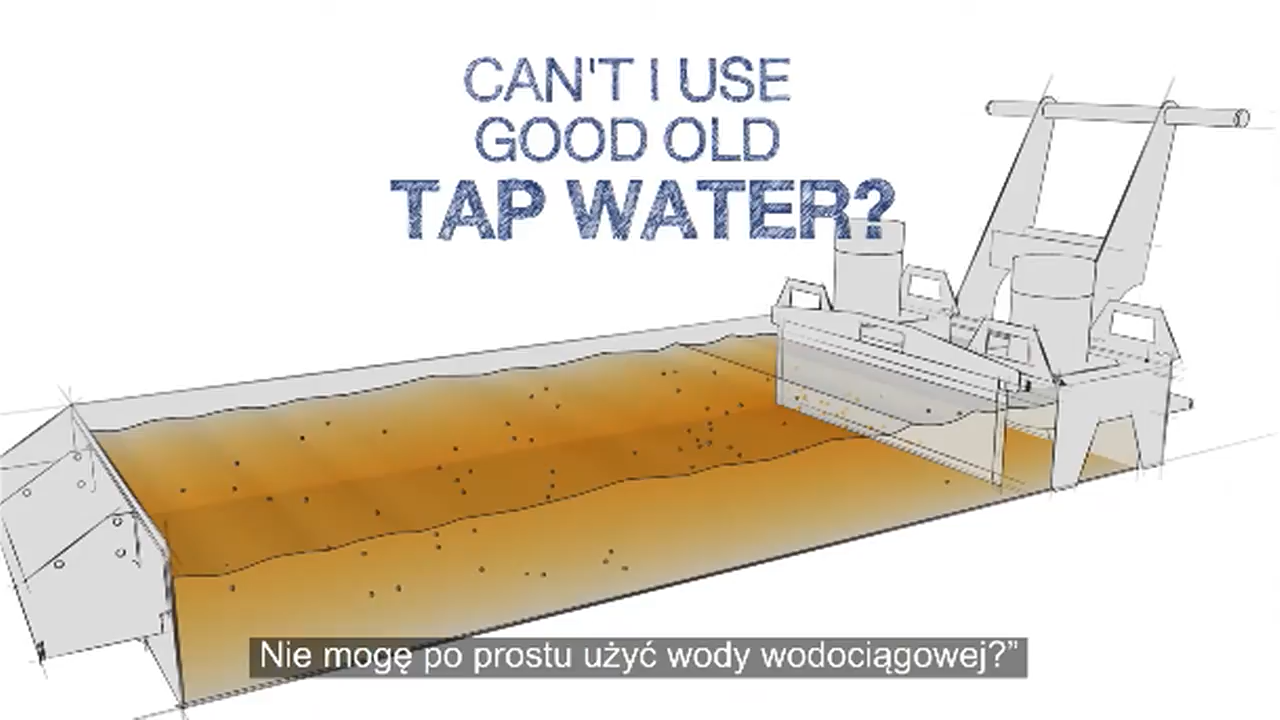 CAN'T I USE
GOOD OLD
TAP WATER?
Nie mogę po prostu użyć wody wodociągowej?”